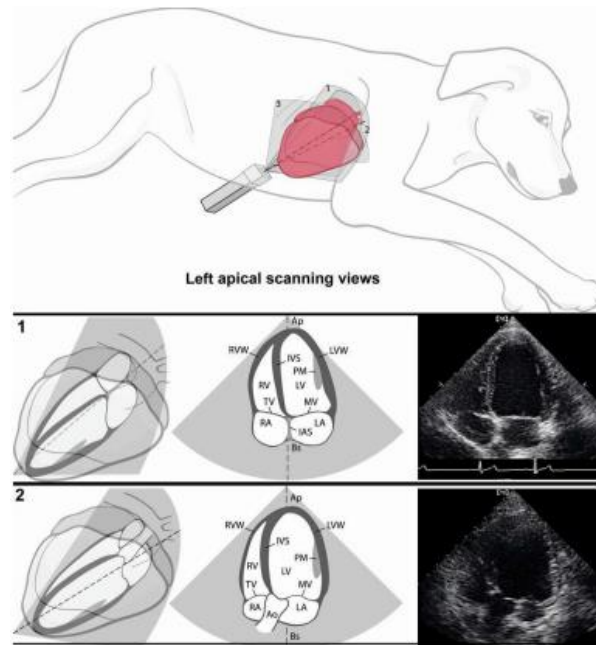 1
2
3
Left apical scanning views
1
Ap
RVW
LVW
IVS
PM
RV
LV
TV
MV
RA
LA
IAS
Bs
2
Ap
RVW
LVW
IVS
PM
RV
LV
TV
MV
RA
Ao
LA
Bs